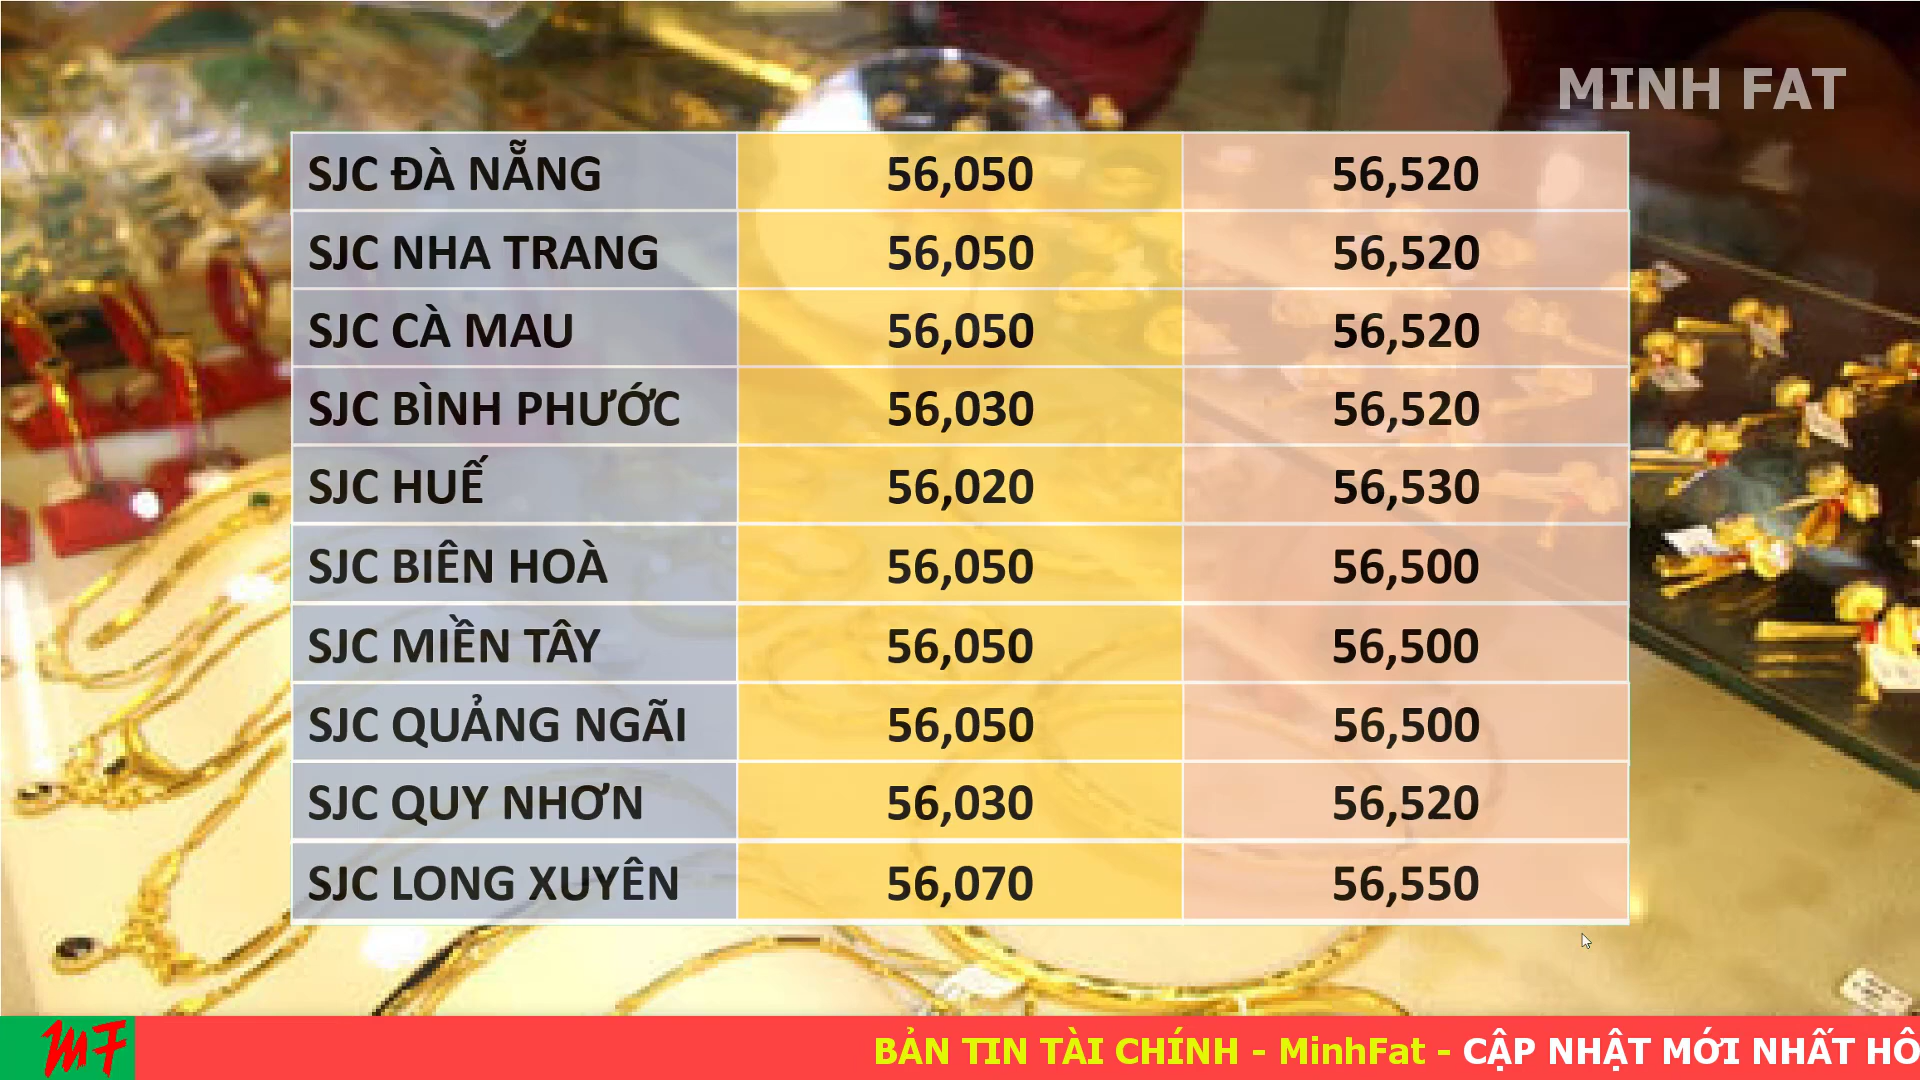 MINH FAT
SJC ĐÀ NẴNG 56,050 56,520
SJC NHA TRANG 56,050 56,520
SJC CÀ MAU 56,050 56,520
SJC BÌNH PHƯỚC 56,030 56,520
SJC HUẾ 56,020 56,530
SJC BIÊN HOÀ 56,050 56,500
SJC MIỀN TÂY 56,050 56,500
SJC QUẢNG NGÃI 56,050 56,500
SJC QUY NHƠN 56,030 56,520
SJC LONG XUYÊN 56,070 56,550
MF BẢN TIN TÀI CHÍNH - MinhFat - CẬP NHẬT MỚI NHẤT HÔ